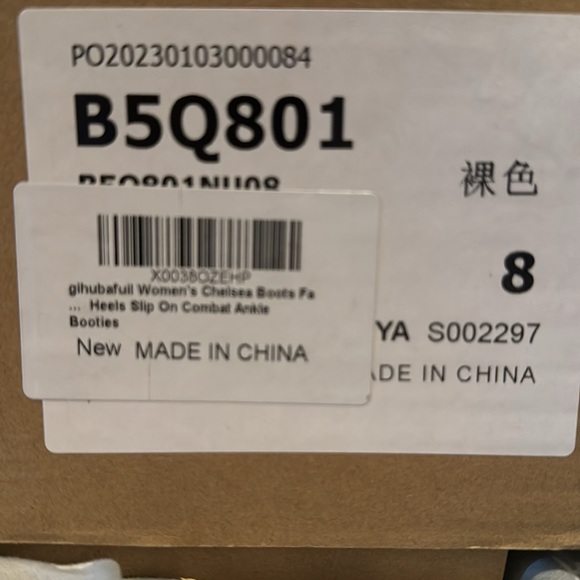 PO20230103000084
B5Q801
B5Q801NU08
裸色
8
X0038OZEHP
gihubafuil Women's Chelsea Boots Fa
... Heels Slip On Combat Ankle
Booties
New MADE IN CHINA
YA S002297
ADE IN CHINA